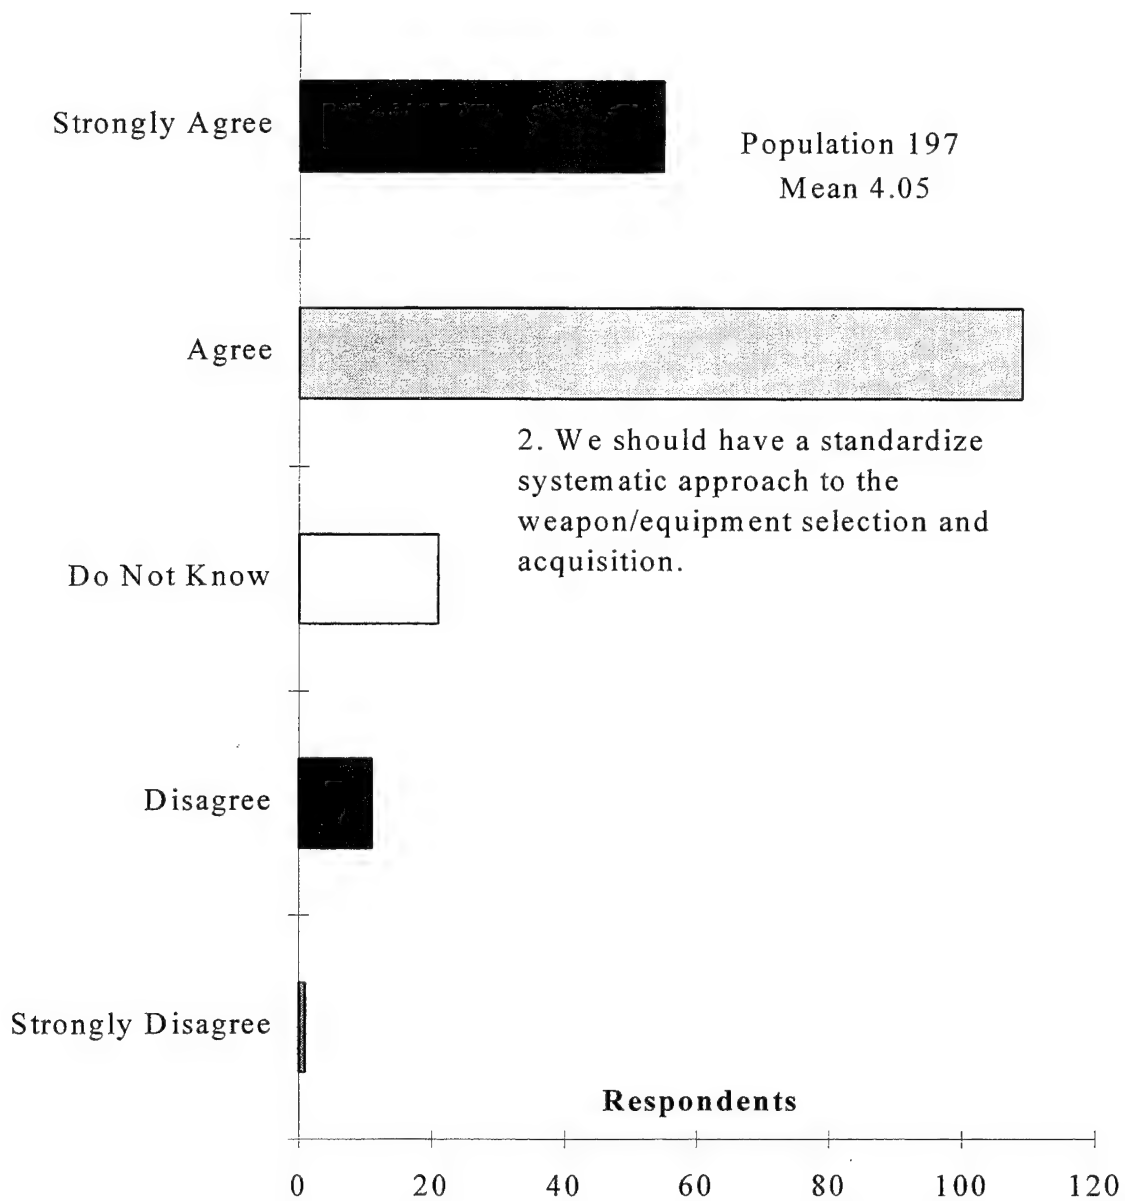 Strongly Agree
Population 197
Mean 4.05
Agree
2. We should have a standardize
systematic approach to the
weapon/equipment selection and
acquisition.
Do Not Know
Disagree
Strongly Disagree
Respondents
0 20 40 60 80 100 120